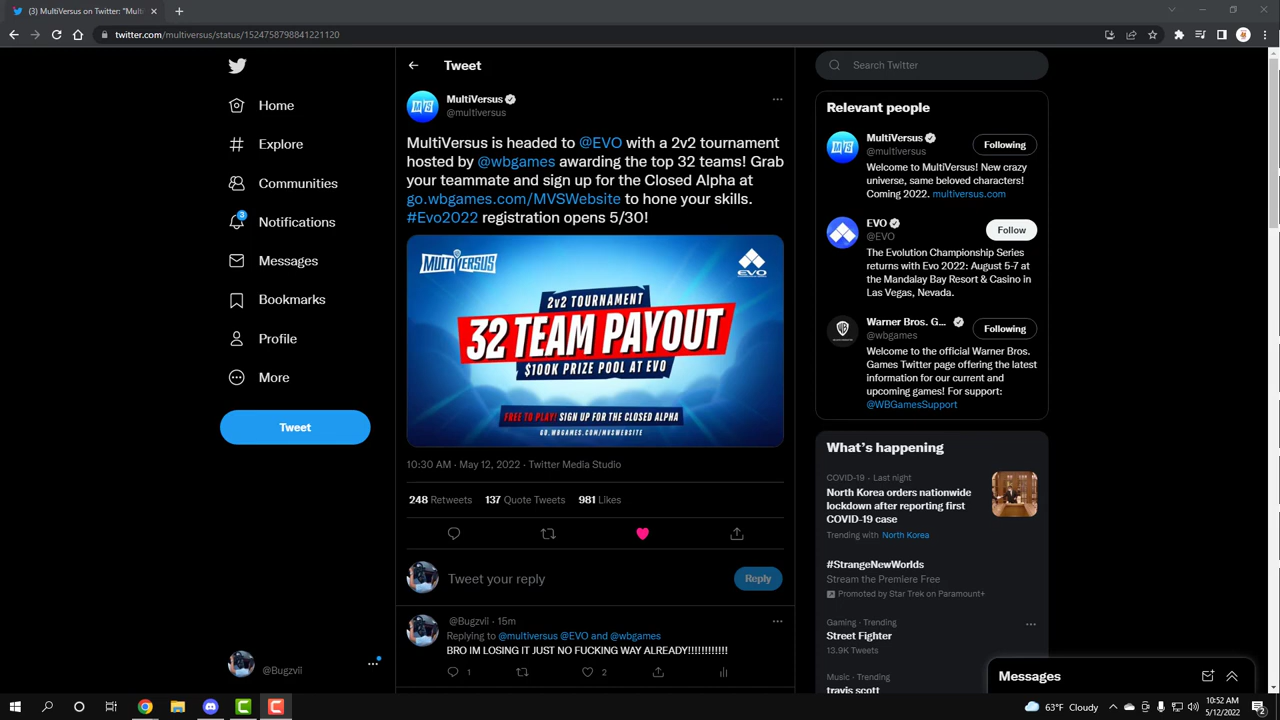 (3) MultiVersus on Twitter: "Mult
twitter.com/multiversus/status/1524758798841221120
Home
Explore
Communities
3
Notifications
Messages
Bookmarks
Profile
More
Tweet
@Bugzvii
Tweet
MultiVersus
@multiversus
MultiVersus is headed to @EVO with a 2v2 tournament
hosted by @wbgames awarding the top 32 teams! Grab
your teammate and sign up for the Closed Alpha at
go.wbgames.com/MVSWebsite to hone your skills.
#Evo2022 registration opens 5/30!
MULTIVERSUS
EVO
2v2 TOURNAMENT
32 TEAM PAYOUT
$100K PRIZE POOL AT EVO
FREE TO PLAY! SIGN UP FOR THE CLOSED ALPHA
GO.WBGAMES.COM/MVSWEBSITE
10:30 AM · May 12, 2022 · Twitter Media Studio
248 Retweets 137 Quote Tweets 981 Likes
Tweet your reply
Reply
@Bugzvii · 15m
Replying to @multiversus @EVO and @wbgames
BRO IM LOSING IT JUST NO FUCKING WAY ALREADY!!!!!!!!!!!!
1 2
Search Twitter
Relevant people
MultiVersus
@multiversus
Following
Welcome to MultiVersus! New crazy
universe, same beloved characters!
Coming 2022. multiversus.com
EVO
@EVO
Follow
The Evolution Championship Series
returns with Evo 2022: August 5-7 at
the Mandalay Bay Resort & Casino in
Las Vegas, Nevada.
Warner Bros. G...
@wbgames
Following
Welcome to the official Warner Bros.
Games Twitter page offering the latest
information for our current and
upcoming games! For support:
@WBGamesSupport
What's happening
COVID-19 · Last night
North Korea orders nationwide
lockdown after reporting first
COVID-19 case
Trending with North Korea
#StrangeNewWorlds
Stream the Premiere Free
Promoted by Star Trek on Paramount+
Gaming · Trending
Street Fighter
13.9K Tweets
Music · Trending
travis scott
Messages
63°F Cloudy
10:52 AM
5/12/2022
2